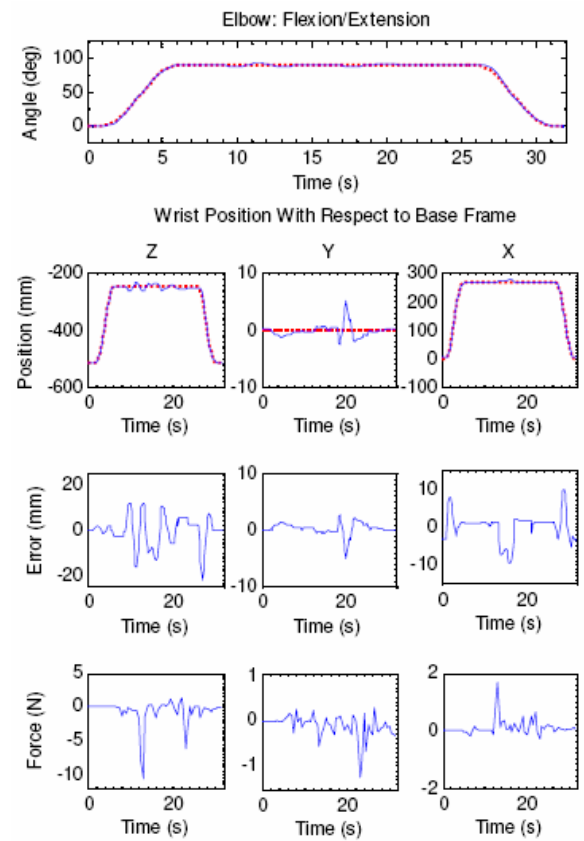 Elbow: Flexion/Extension
Angle (deg)
100
50
0
0 5 10 15 20 25 30
Time (s)
Wrist Position With Respect to Base Frame
Z Y X
Position (mm)
-200
-400
-600
0 20
Time (s)
10
0
-10
0 20
Time (s)
300
200
100
0
100
0 20
Time (s)
Error (mm)
20
0
-20
0 20
Time (s)
10
0
-10
0 20
Time (s)
10
0
-10
0 20
Time (s)
Force (N)
5
0
-5
-10
0 20
Time (s)
1
0
-1
0 20
Time (s)
2
0
-2
0 20
Time (s)